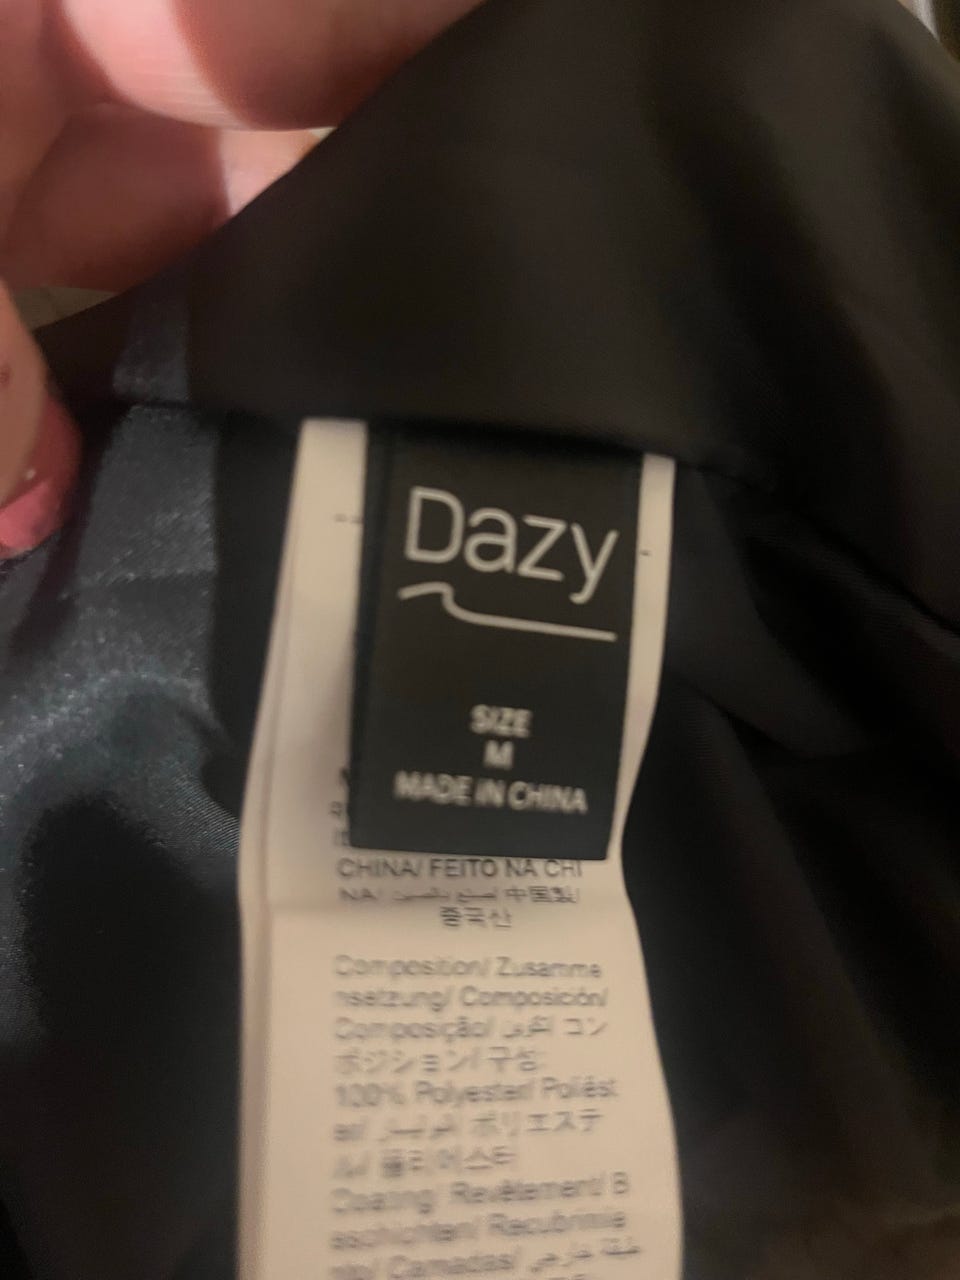 Dazy
SIZE
M
MADE IN CHINA
CHINA/ FEITO NA CHI
NA/ 中国製/
중국산
Composition/ Zusamme
nsetzung/ Composición/
Composição/ コン
ポジション/ 구성:
100% Polyester/ Poliést
er/ ポリエステ
ル/ 폴리에스터
Coating/ Revêtement/ B
eschichten/ Recubrimie
nto/ Camadas/